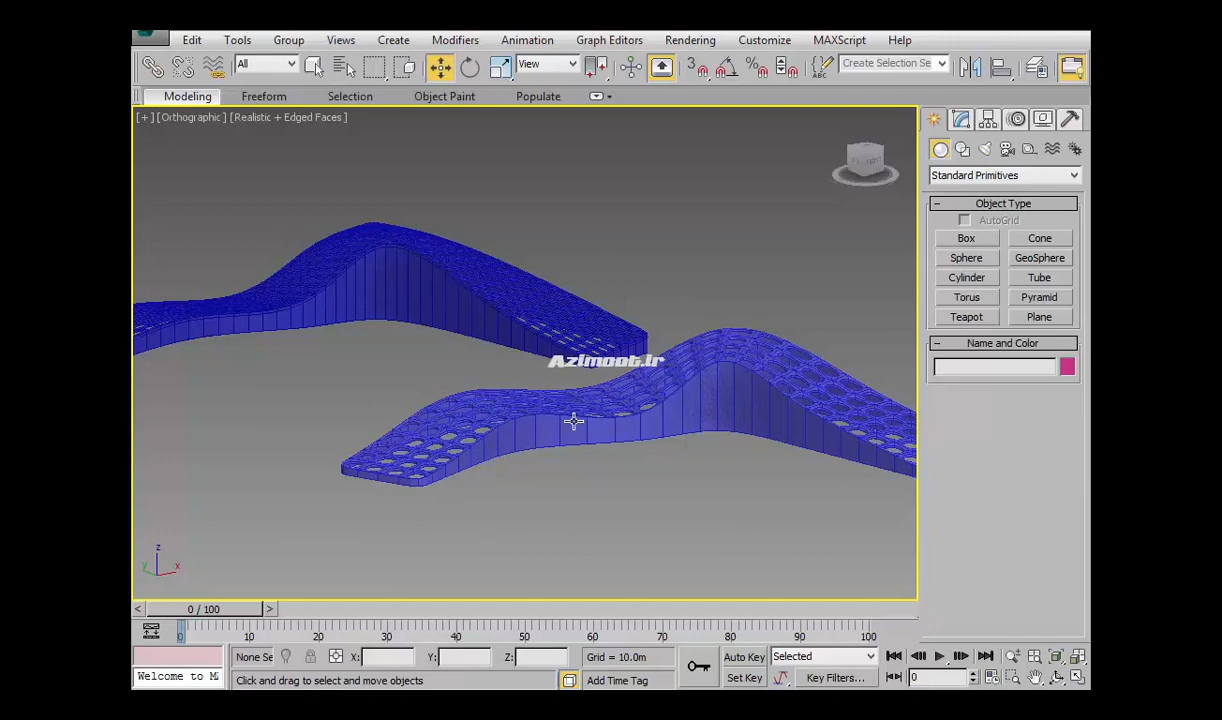 Edit Tools Group Views Create Modifiers Animation Graph Editors Rendering Customize MAXScript Help
All View 3 Create Selection Se
Modeling Freeform Selection Object Paint Populate
[+] [Orthographic] [Realistic + Edged Faces]
Standard Primitives
Object Type
AutoGrid
Box Cone
Sphere GeoSphere
Cylinder Tube
Torus Pyramid
Teapot Plane
Name and Color
Azimoot.ir
z
y x
< 0 / 100 >
0 10 20 30 40 50 60 70 80 90 100
None Se X: Y: Z: Grid = 10.0m Auto Key Selected
Welcome to M Click and drag to select and move objects Add Time Tag Set Key Key Filters... 0